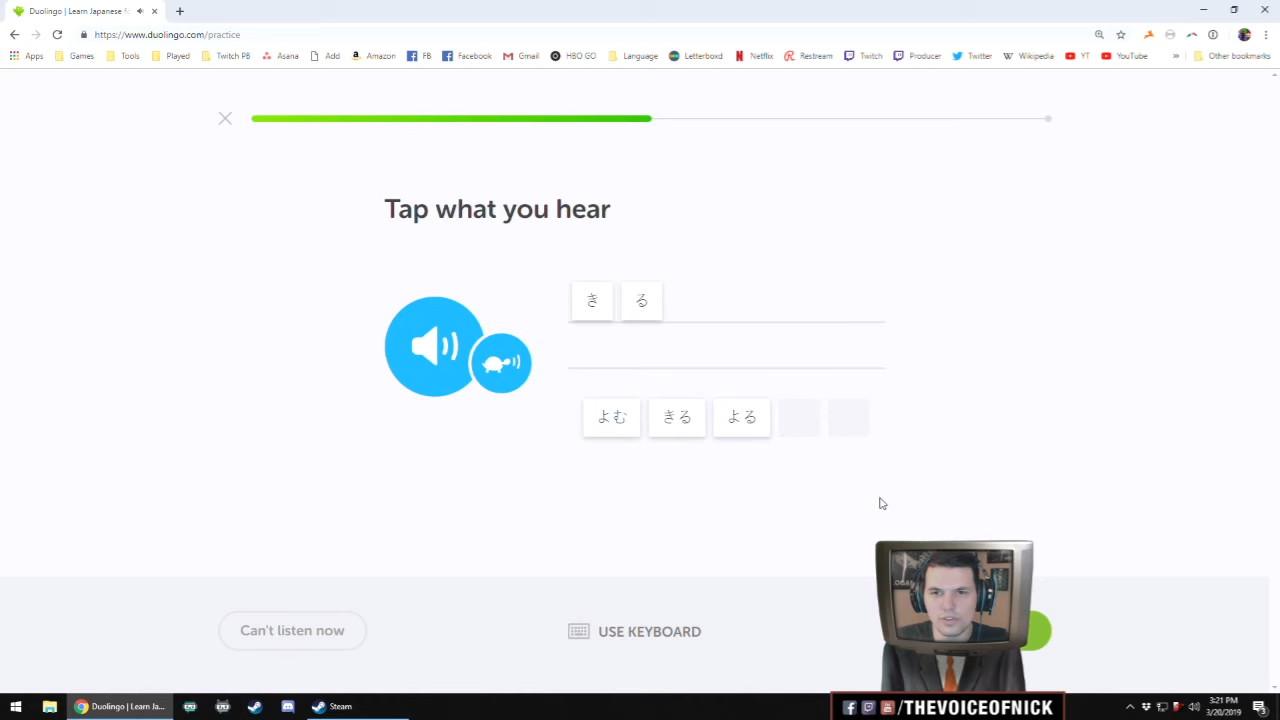 Duolingo | Learn Japanese fo
https://www.duolingo.com/practice
Apps Games Tools Played Twitch PB Asana Add Amazon FB Facebook Gmail HBO GO Language Letterboxd Netflix Restream Twitch Producer Twitter Wikipedia YT YouTube » Other bookmarks
Tap what you hear
き る
よむ きる よる
Can't listen now
USE KEYBOARD
/THEVOICEOFNICK
Duolingo | Learn Ja...
Steam
3:21 PM
3/20/2019